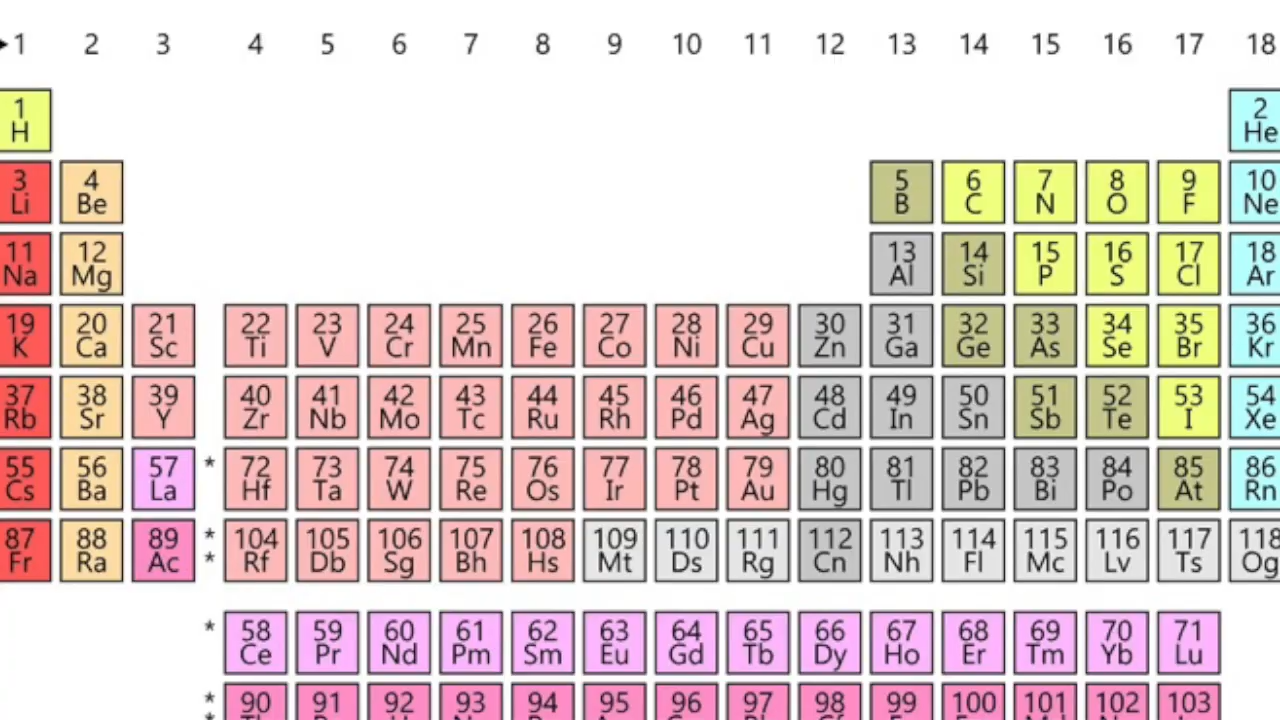 1 2 3 4 5 6 7 8 9 10 11 12 13 14 15 16 17 18
1 2
H He
3 4 5 6 7 8 9 10
Li Be B C N O F Ne
11 12 13 14 15 16 17 18
Na Mg Al Si P S Cl Ar
19 20 21 22 23 24 25 26 27 28 29 30 31 32 33 34 35 36
K Ca Sc Ti V Cr Mn Fe Co Ni Cu Zn Ga Ge As Se Br Kr
37 38 39 40 41 42 43 44 45 46 47 48 49 50 51 52 53 54
Rb Sr Y Zr Nb Mo Tc Ru Rh Pd Ag Cd In Sn Sb Te I Xe
55 56 57 * 72 73 74 75 76 77 78 79 80 81 82 83 84 85 86
Cs Ba La Hf Ta W Re Os Ir Pt Au Hg Tl Pb Bi Po At Rn
87 88 89 * 104 105 106 107 108 109 110 111 112 113 114 115 116 117 118
Fr Ra Ac * Rf Db Sg Bh Hs Mt Ds Rg Cn Nh Fl Mc Lv Ts Og
* 58 59 60 61 62 63 64 65 66 67 68 69 70 71
Ce Pr Nd Pm Sm Eu Gd Tb Dy Ho Er Tm Yb Lu
* 90 91 92 93 94 95 96 97 98 99 100 101 102 103